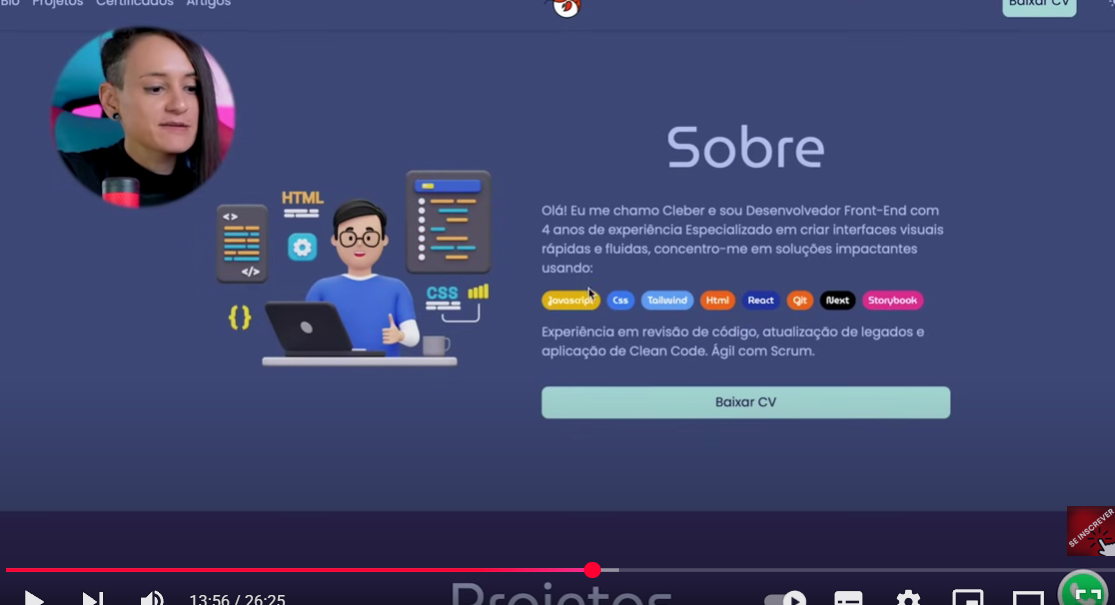 Bio Projetos Certificados Artigos
Baixar CV
Sobre
HTML
<>
</>
CSS
{}
Olá! Eu me chamo Cleber e sou Desenvolvedor Front-End com
4 anos de experiência Especializado em criar interfaces visuais
rápidas e fluidas, concentro-me em soluções impactantes
usando:
Javascript Css Tailwind Html React Git Next Storybook
Experiência em revisão de código, atualização de legados e
aplicação de Clean Code. Ágil com Scrum.
Baixar CV
SE INSCREVER
Projetos
13:56 / 26:25